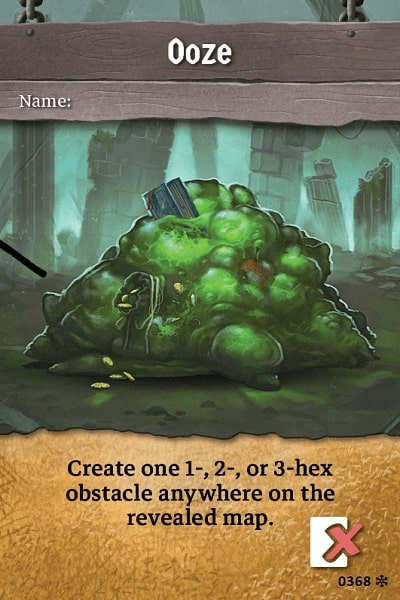 Ooze
Name:
Create one 1-, 2-, or 3-hex
obstacle anywhere on the
revealed map.
0368